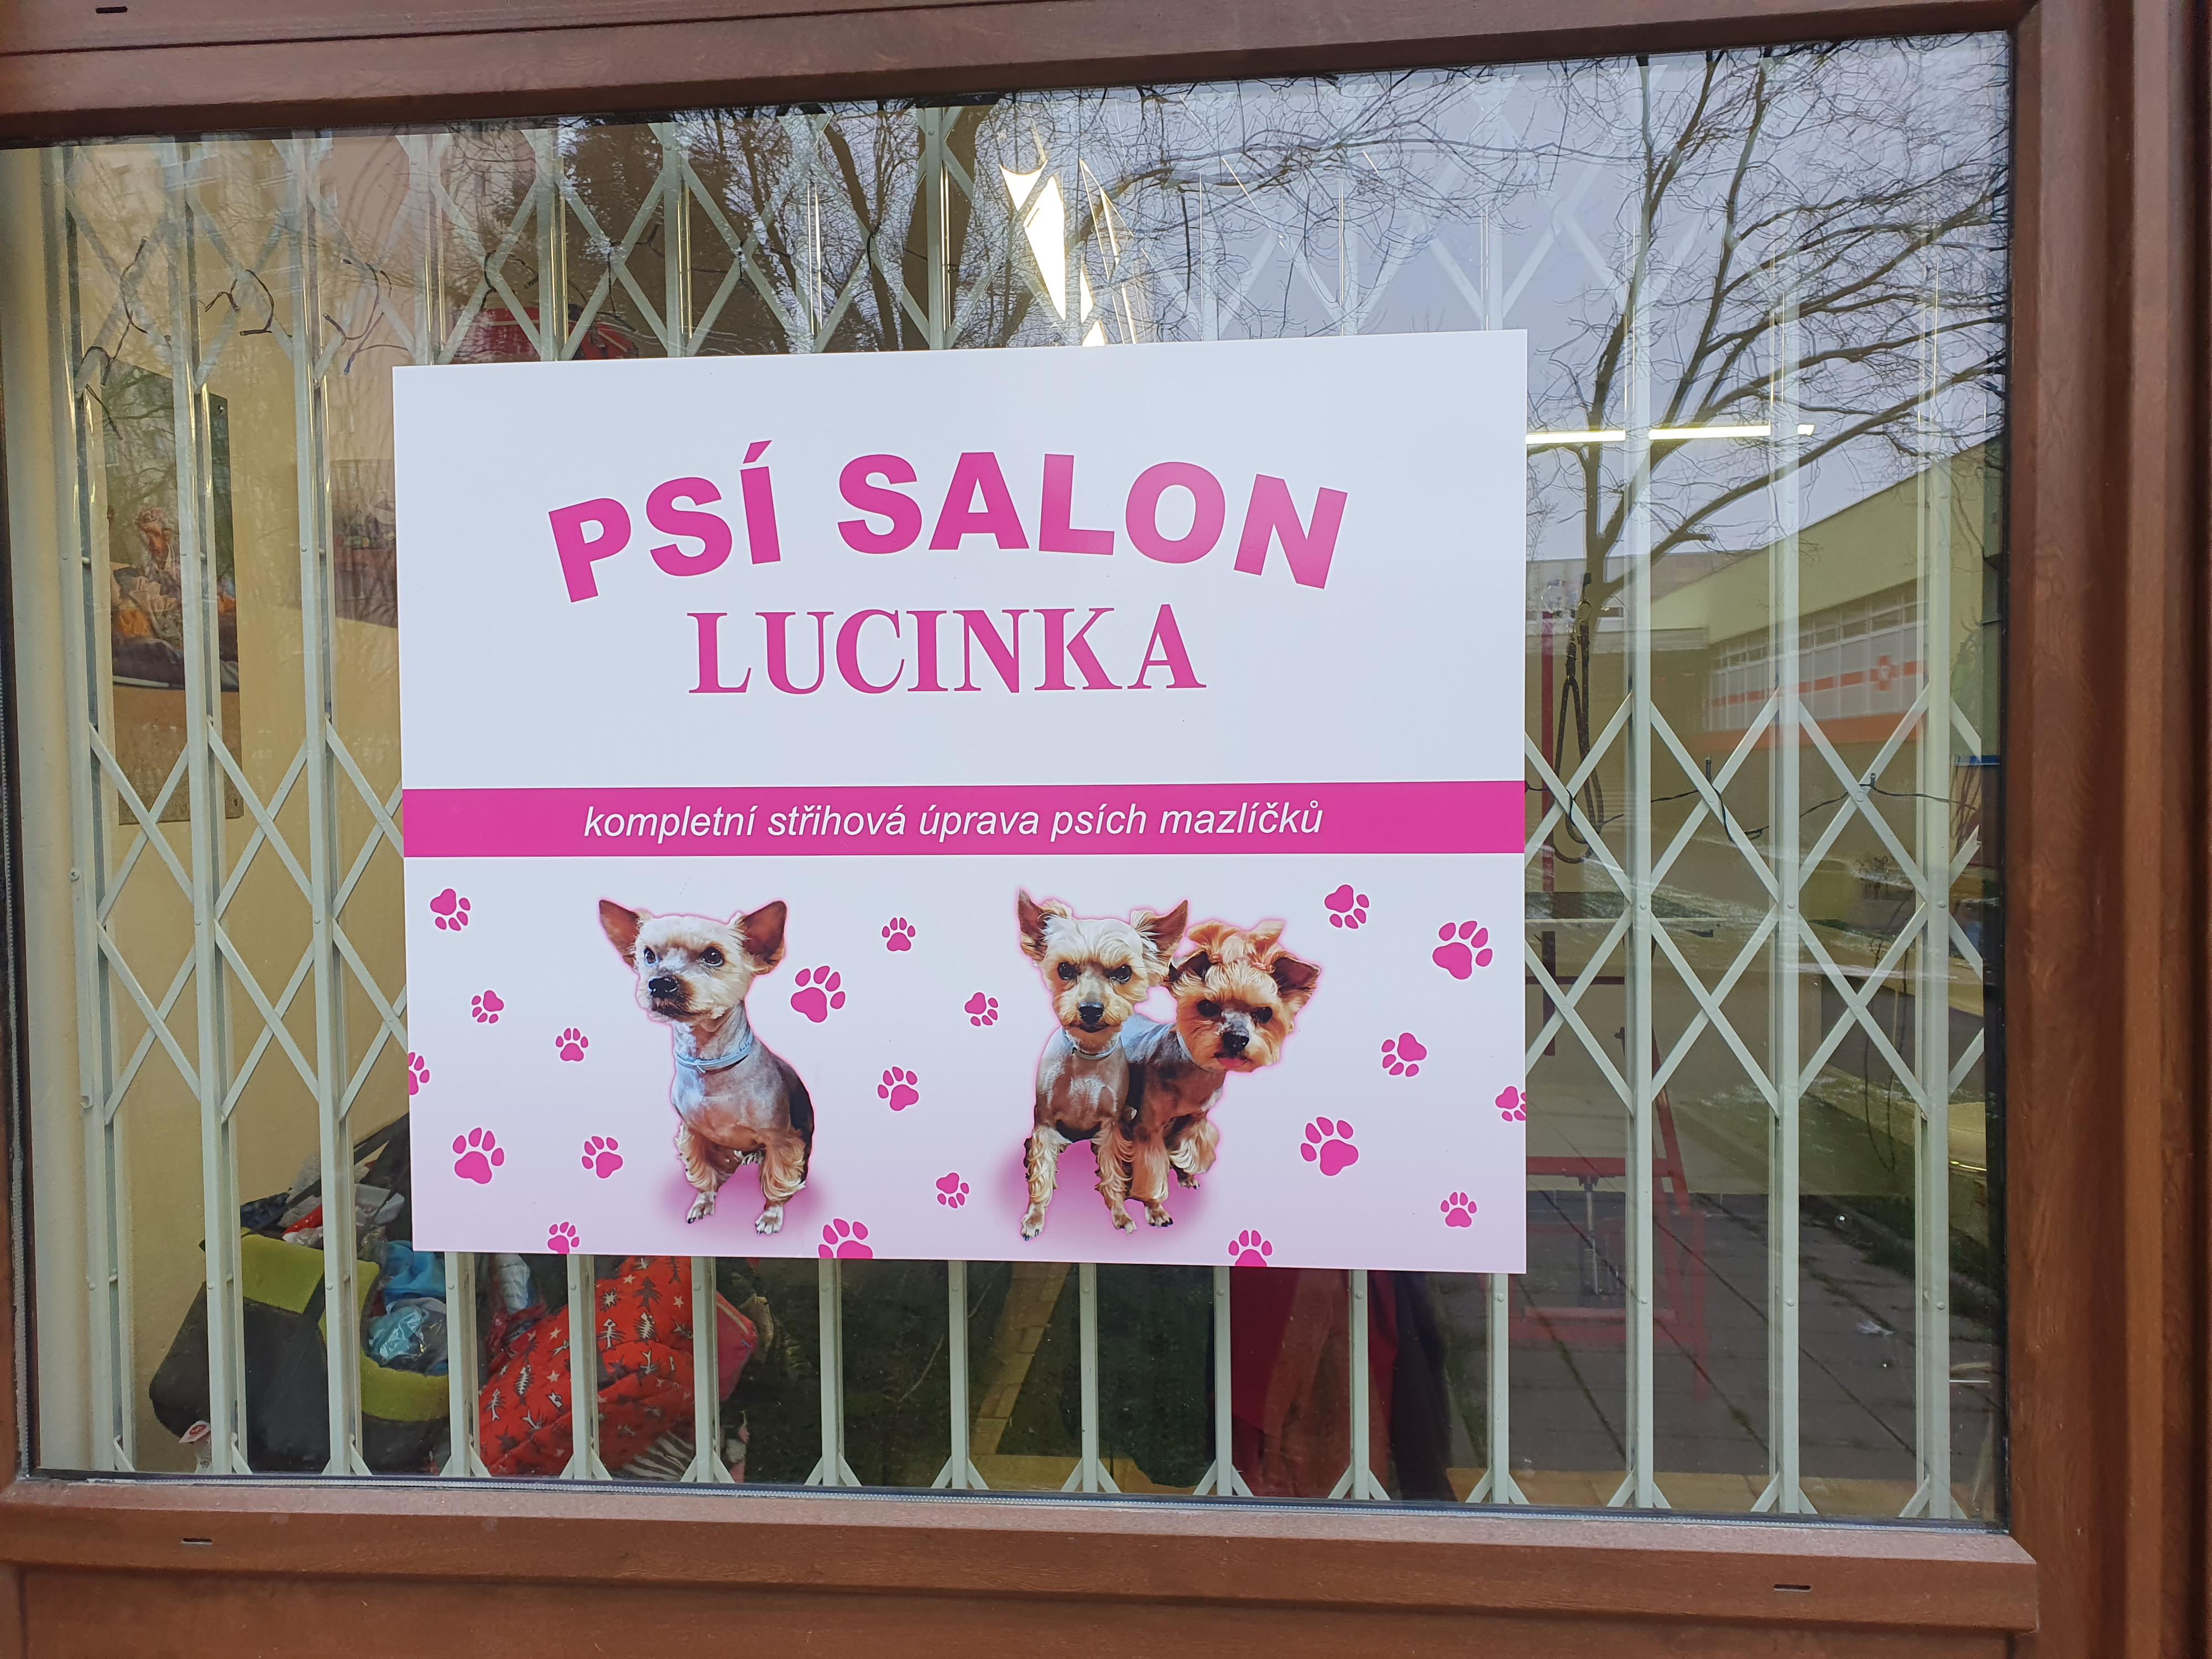 PSÍ SALON
LUCINKA
kompletní střihová úprava psích mazlíčků